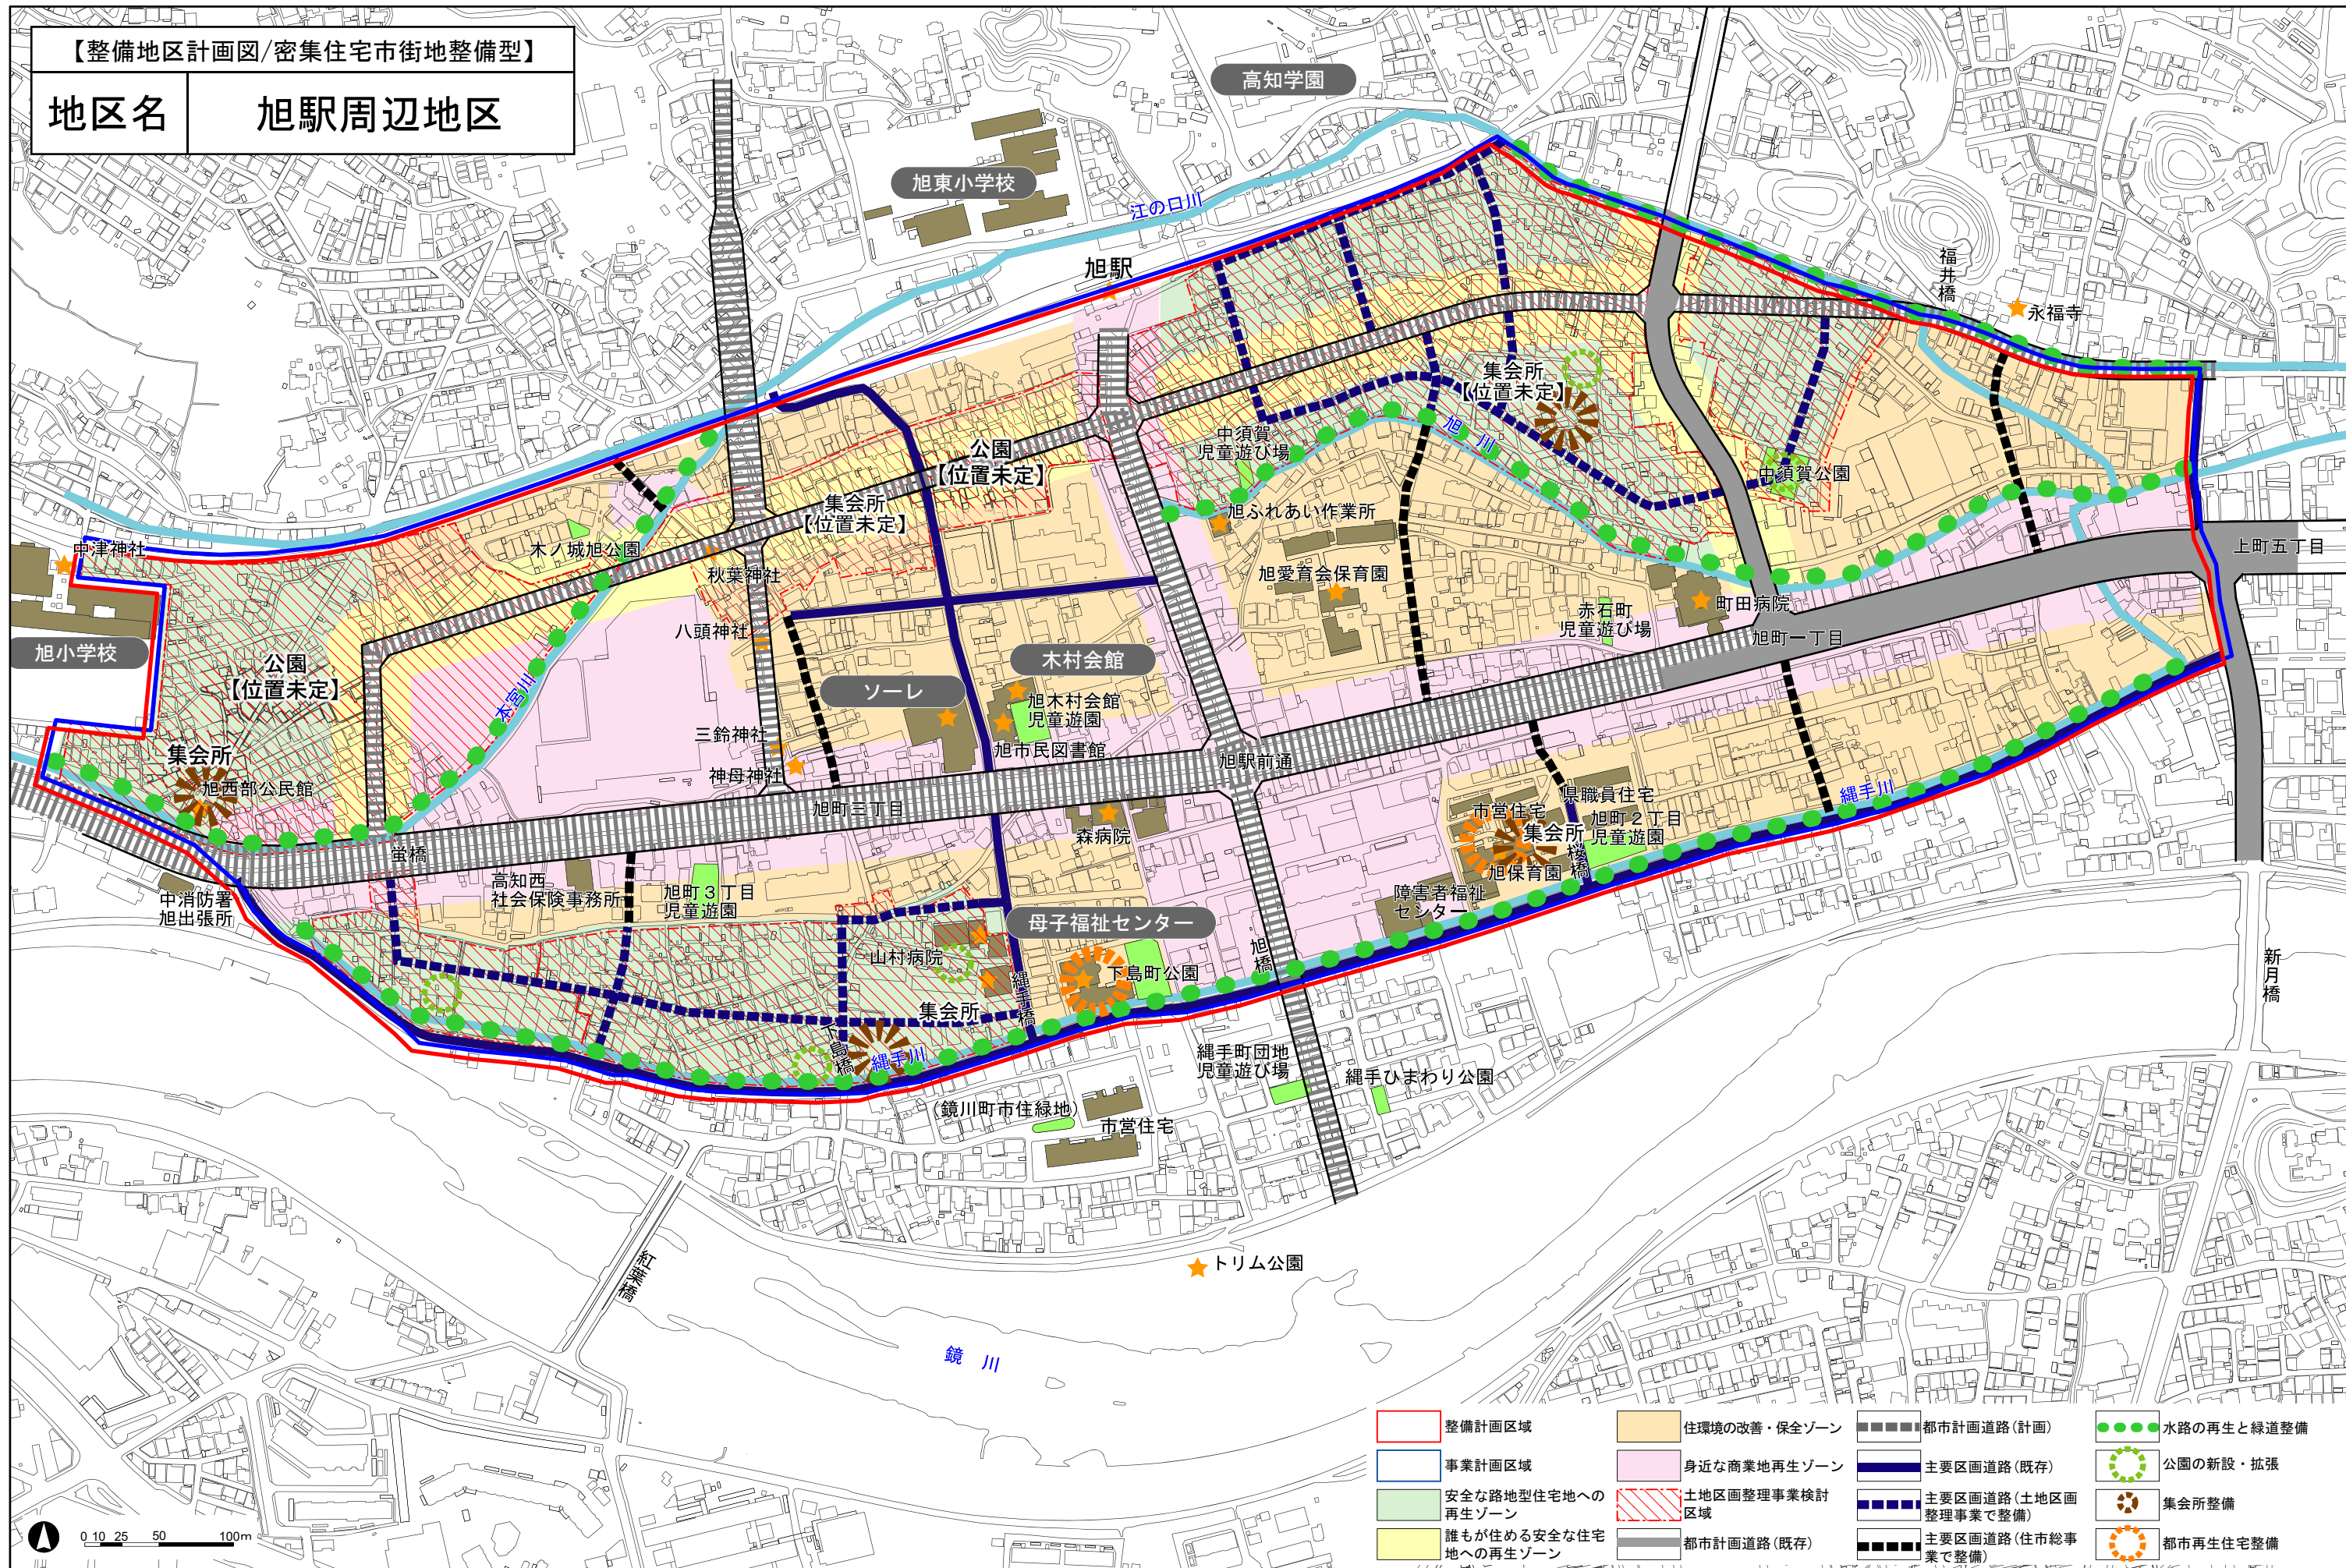 【整備地区計画図/密集住宅市街地整備型】
地区名
旭駅周辺地区
高知学園
旭東小学校
江の口川
旭駅
福井橋
永福寺
集会所
【位置未定】
旭 川
中須賀
児童遊び場
中須賀公園
公園
【位置未定】
集会所
【位置未定】
旭ふれあい作業所
木ノ城旭公園
中津神社
秋葉神社
旭愛育会保育園
上町五丁目
赤石町
児童遊び場
町田病院
旭町一丁目
八頭神社
旭小学校
木村会館
公園
【位置未定】
ソーレ
本宮川
旭木村会館
児童遊園
三鈴神社
旭市民図書館
集会所
神母神社
旭駅前通
旭西部公民館
旭町三丁目
県職員住宅
縄手川
市営住宅
旭町2丁目
児童遊園
集会所
桜橋
森病院
蛍橋
旭保育園
高知西
社会保険事務所
旭町3丁目
児童遊園
中消防署
旭出張所
障害者福祉
センター
母子福祉センター
旭橋
山村病院
下島町公園
新月橋
縄手橋
集会所
下島橋
縄手川
縄手町団地
児童遊び場
縄手ひまわり公園
(鏡川町市住緑地)
市営住宅
紅葉橋
トリム公園
鏡 川
整備計画区域
事業計画区域
安全な路地型住宅地への
再生ゾーン
誰もが住める安全な住宅
地への再生ゾーン
住環境の改善・保全ゾーン
身近な商業地再生ゾーン
土地区画整理事業検討
区域
都市計画道路(既存)
都市計画道路(計画)
主要区画道路(既存)
主要区画道路(土地区画
整理事業で整備)
主要区画道路(住市総事
業で整備)
水路の再生と緑道整備
公園の新設・拡張
集会所整備
都市再生住宅整備
0 10 25 50 100m